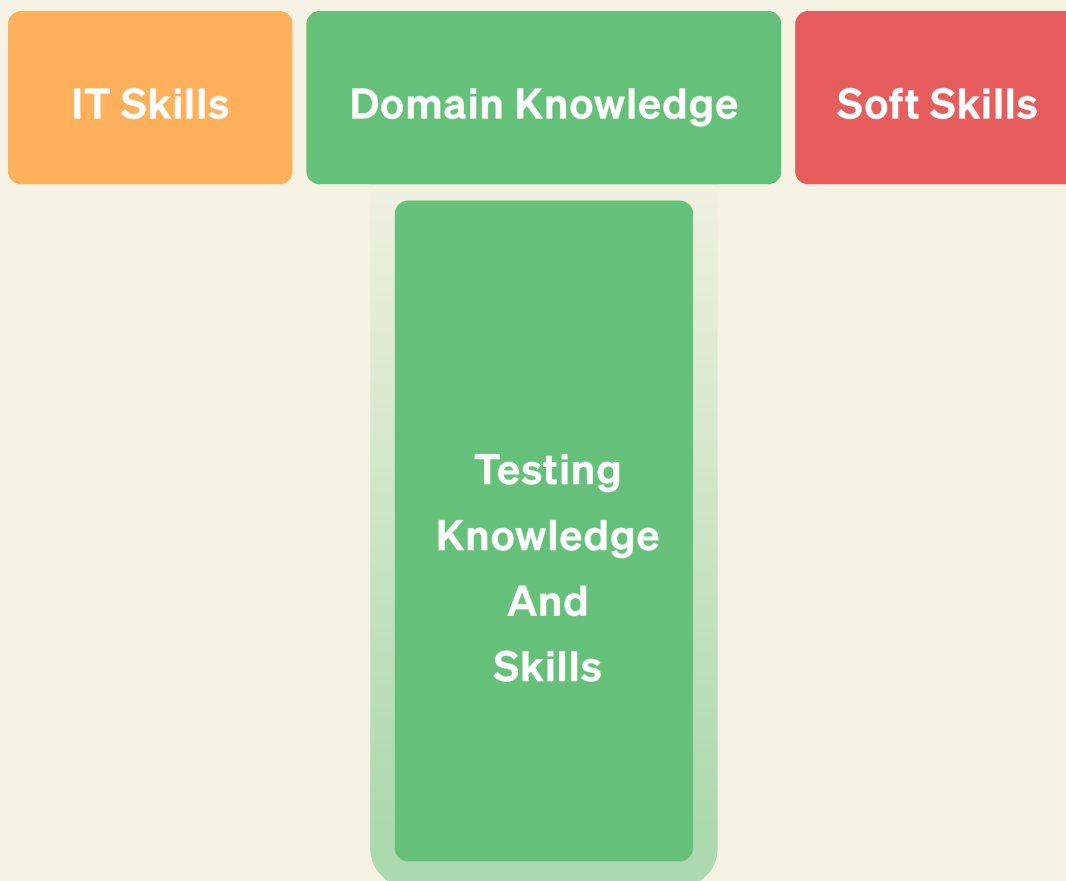 IT Skills
Domain Knowledge
Soft Skills
Testing
Knowledge
And
Skills